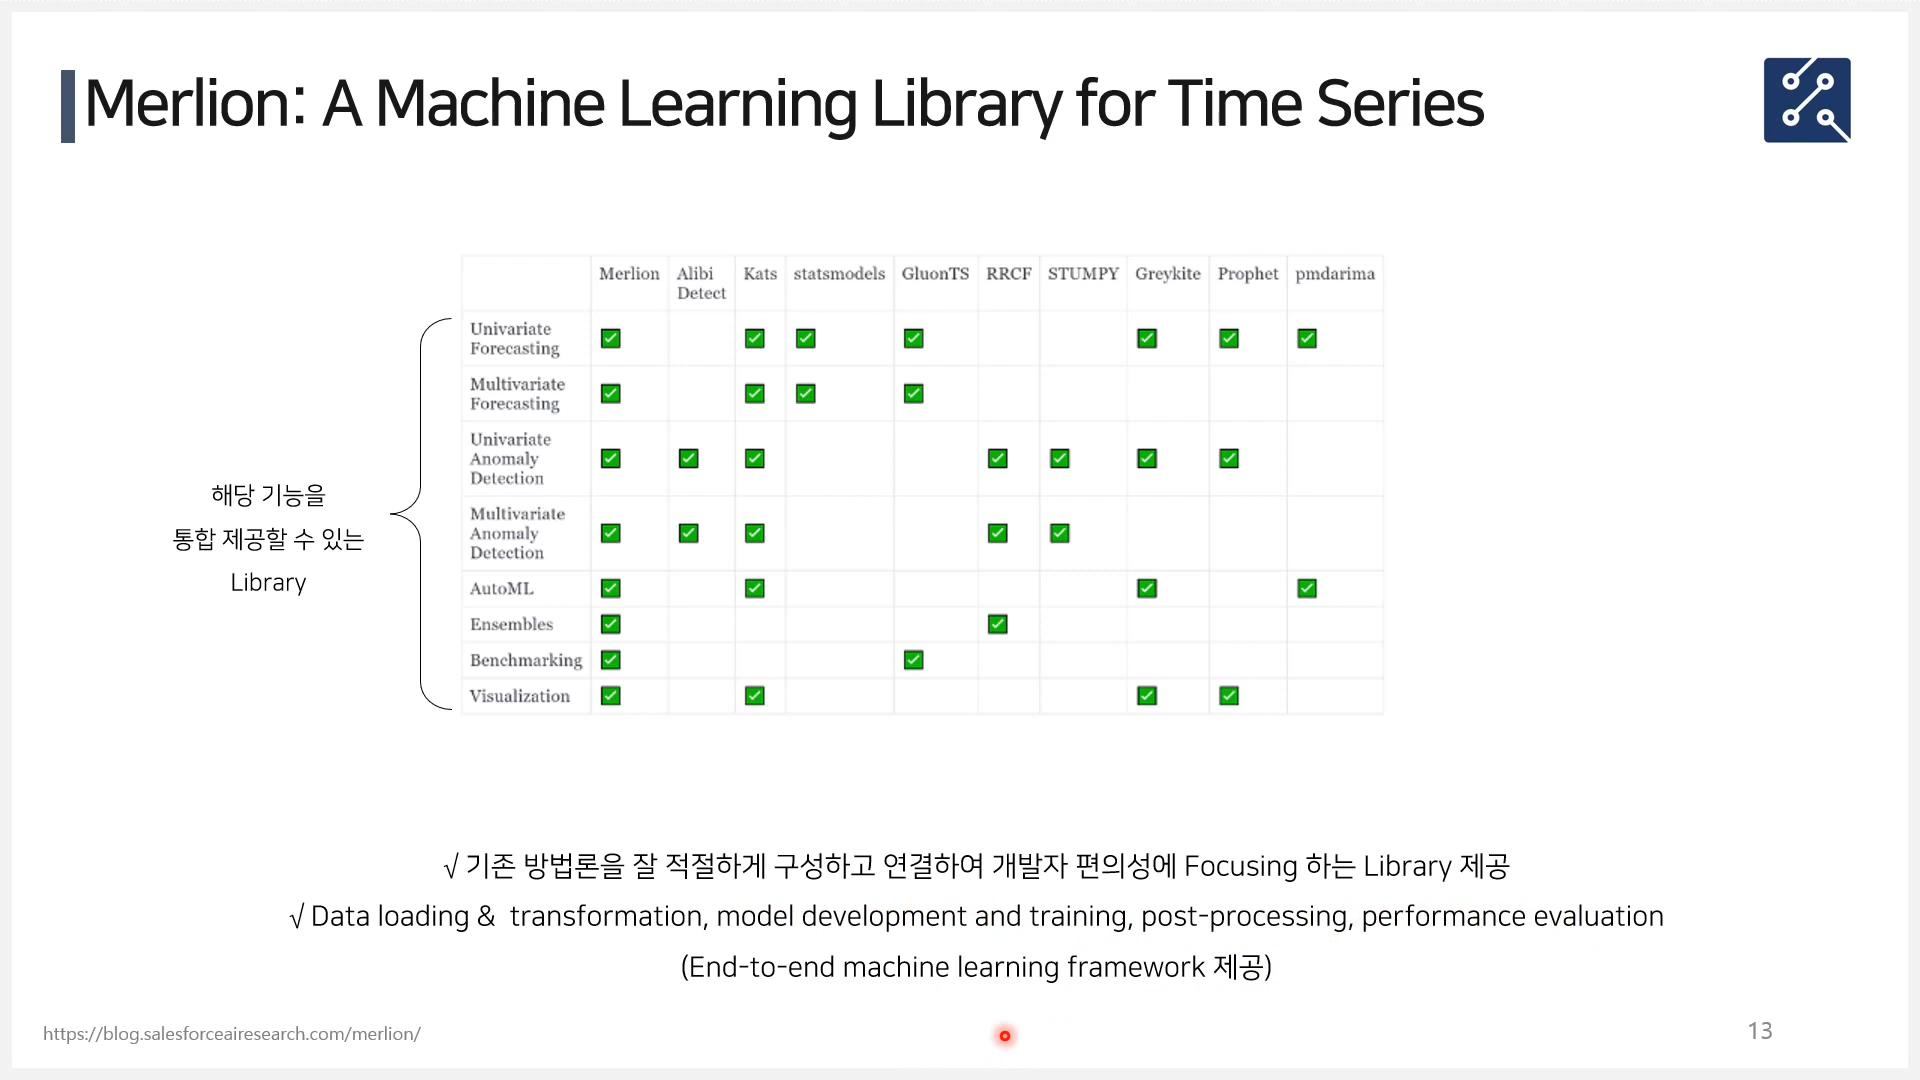 Merlion: A Machine Learning Library for Time Series
Merlion Alibi Detect Kats statsmodels GluonTS RRCF STUMPY Greykite Prophet pmdarima
Univariate Forecasting ✅ ✅ ✅ ✅ ✅ ✅ ✅
Multivariate Forecasting ✅ ✅ ✅ ✅
Univariate Anomaly Detection ✅ ✅ ✅ ✅ ✅ ✅ ✅
Multivariate Anomaly Detection ✅ ✅ ✅ ✅ ✅
AutoML ✅ ✅ ✅ ✅
Ensembles ✅ ✅
Benchmarking ✅ ✅
Visualization ✅ ✅ ✅ ✅
해당 기능을
통합 제공할 수 있는
Library
√ 기존 방법론을 잘 적절하게 구성하고 연결하여 개발자 편의성에 Focusing 하는 Library 제공
√ Data loading & transformation, model development and training, post-processing, performance evaluation
(End-to-end machine learning framework 제공)
https://blog.salesforceairesearch.com/merlion/
13